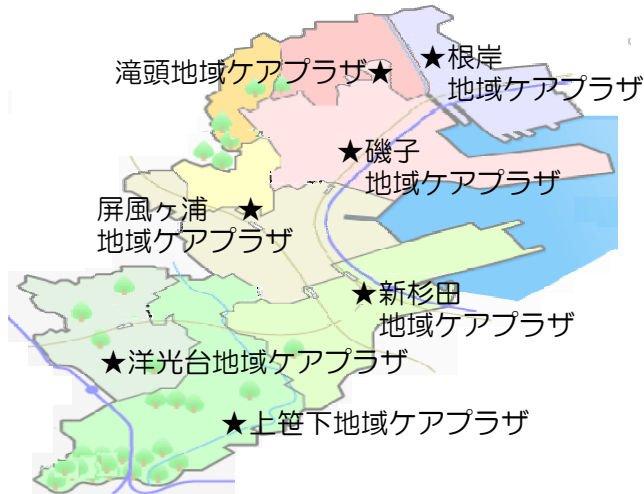 滝頭地域ケアプラザ★
★根岸
地域ケアプラザ
★磯子
地域ケアプラザ
屏風ヶ浦★
地域ケアプラザ
★新杉田
地域ケアプラザ
★洋光台地域ケアプラザ
★上笹下地域ケアプラザ